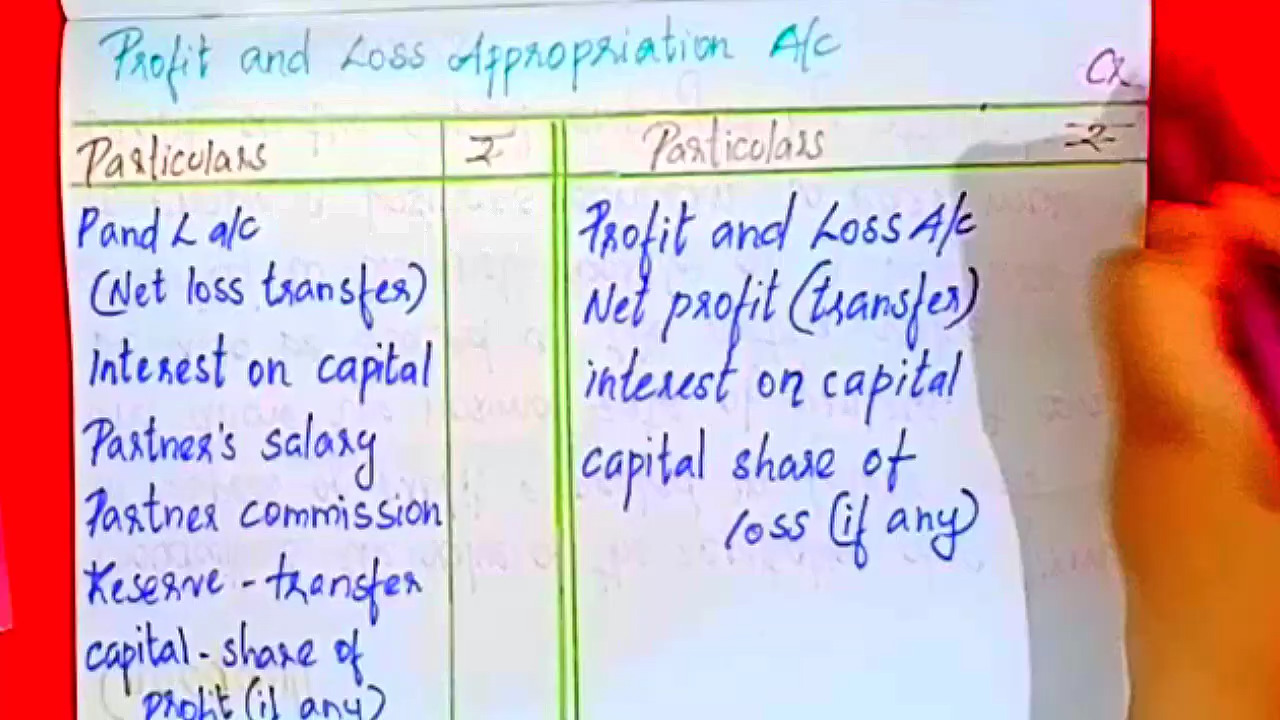 Profit and Loss Appropriation A/c
Cr
Particulars ₹ Particulars ₹
P and L a/c
(Net loss transfer)
interest on capital
Partner's salary
Partner commission
Reserve - transfer
capital - share of
profit (if any)
Profit and Loss A/c
Net profit (transfer)
interest on capital
capital share of
loss (if any)